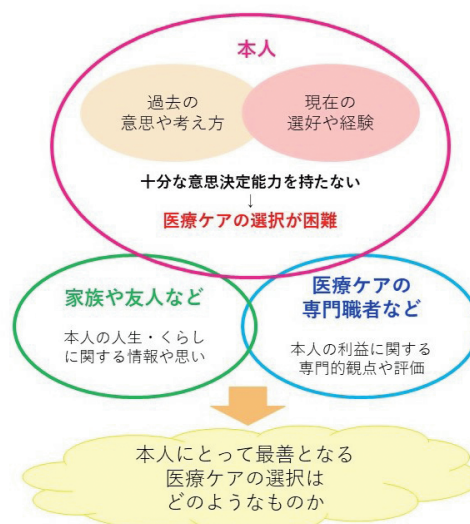 本人
過去の
意思や考え方
現在の
選好や経験
十分な意思決定能力を持たない
↓
医療ケアの選択が困難
家族や友人など
本人の人生・くらし
に関する情報や思い
医療ケアの
専門職者など
本人の利益に関する
専門的観点や評価
本人にとって最善となる
医療ケアの選択は
どのようなものか